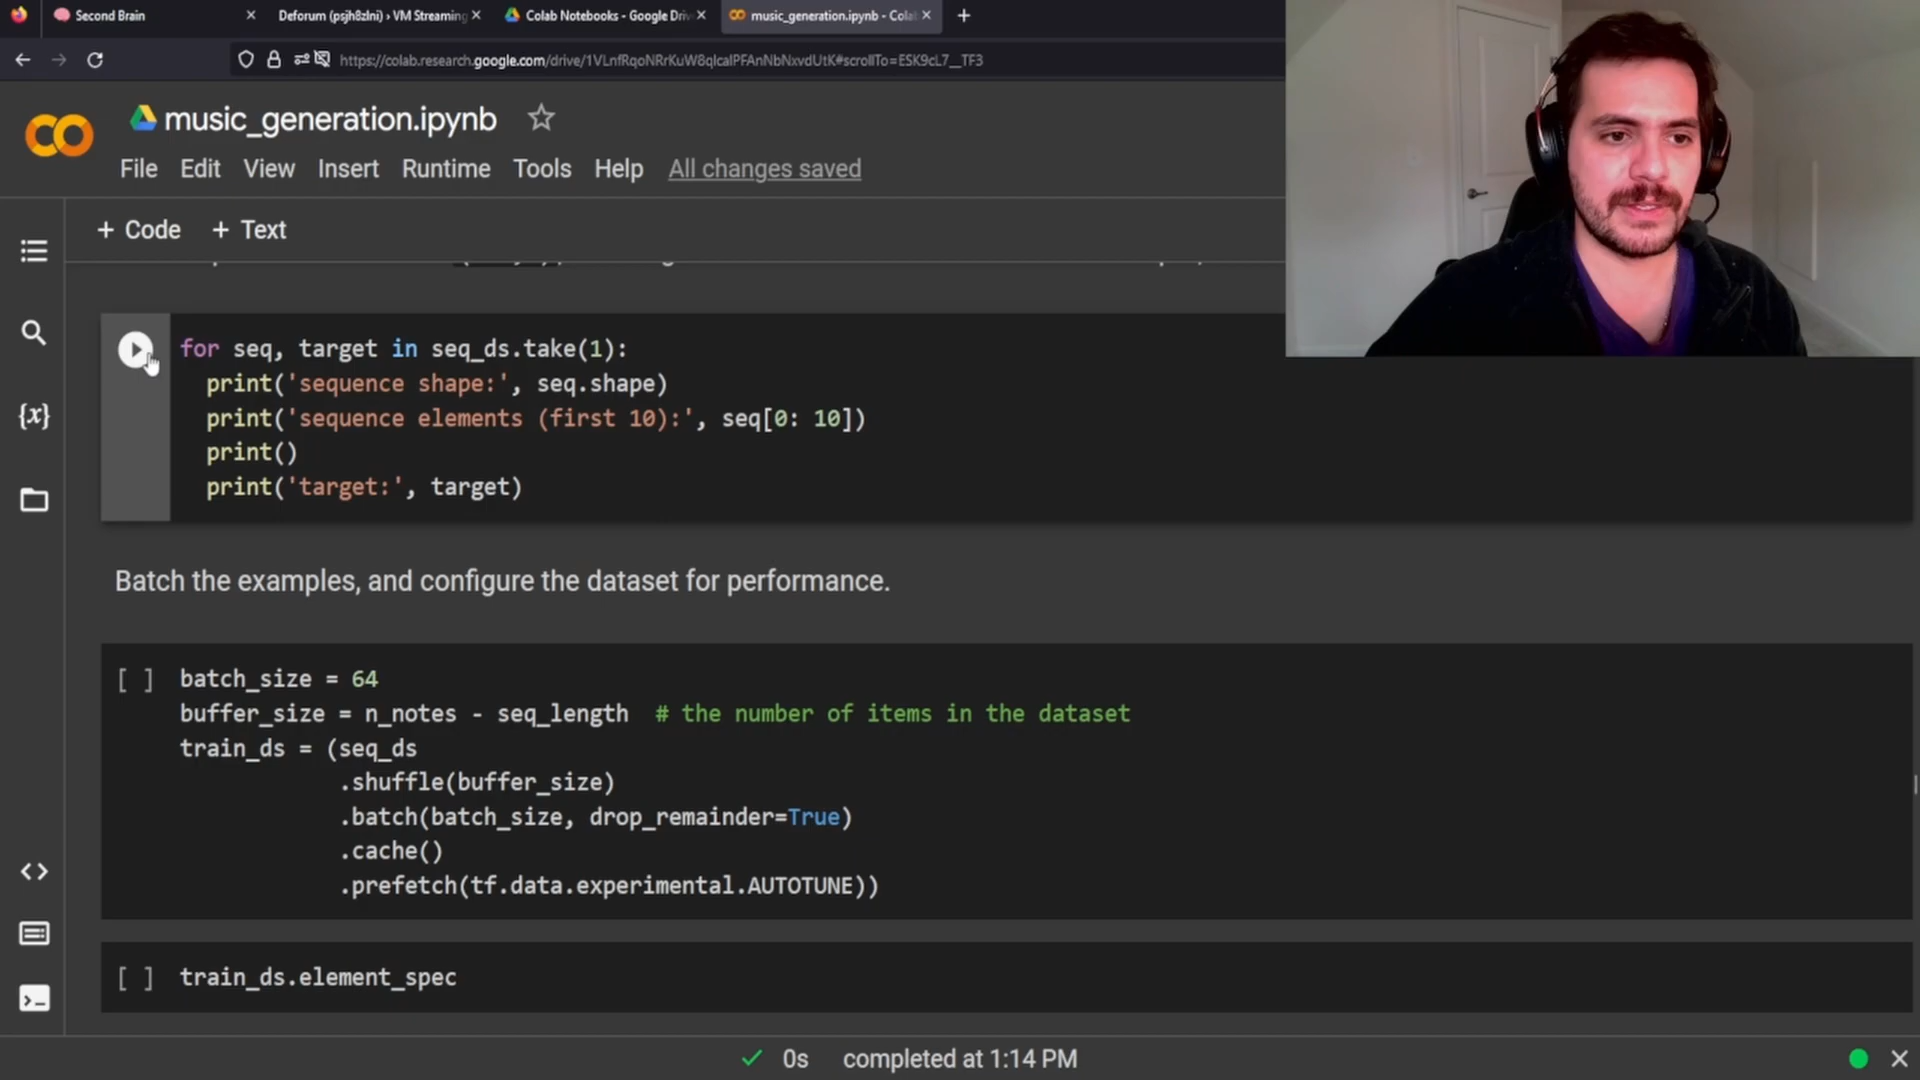 Second Brain
Deforum (psjh8zlni) › VM Streaming
Colab Notebooks - Google Driv
music_generation.ipynb - Cola
https://colab.research.google.com/drive/1VLnfRqoNRrKuW8qIcaIPFAnNbNxvdUtK#scrollTo=ESK9cL7__TF3
music_generation.ipynb
File Edit View Insert Runtime Tools Help All changes saved
+ Code + Text
for seq, target in seq_ds.take(1):
print('sequence shape:', seq.shape)
print('sequence elements (first 10):', seq[0: 10])
print()
print('target:', target)
Batch the examples, and configure the dataset for performance.
[ ] batch_size = 64
buffer_size = n_notes - seq_length # the number of items in the dataset
train_ds = (seq_ds
.shuffle(buffer_size)
.batch(batch_size, drop_remainder=True)
.cache()
.prefetch(tf.data.experimental.AUTOTUNE))
[ ] train_ds.element_spec
0s completed at 1:14 PM